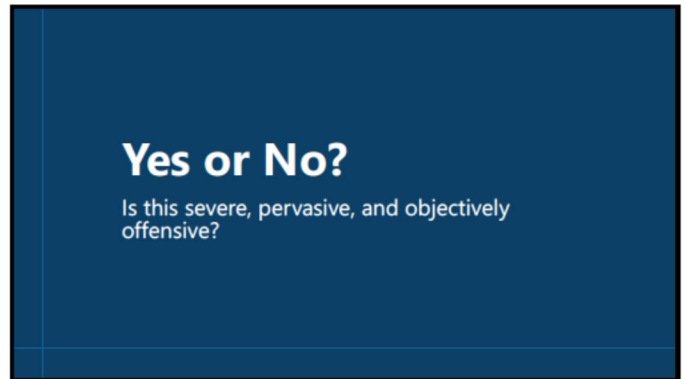 Yes or No?
Is this severe, pervasive, and objectively
offensive?